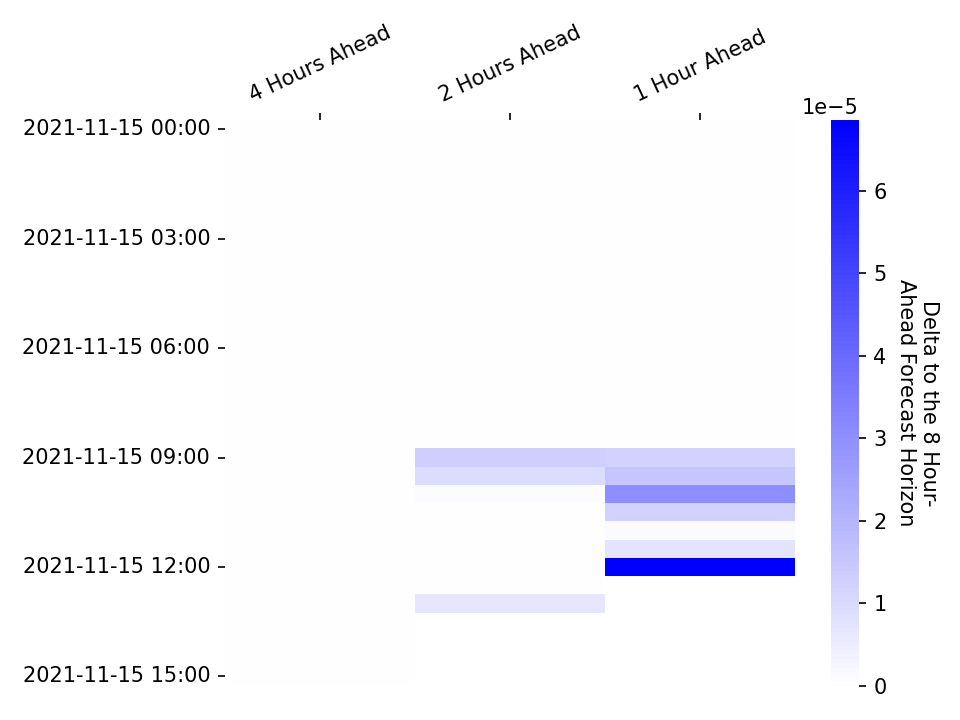 4 Hours Ahead
2 Hours Ahead
1 Hour Ahead
1e−5
2021-11-15 00:00
2021-11-15 03:00
2021-11-15 06:00
2021-11-15 09:00
2021-11-15 12:00
2021-11-15 15:00
6
5
4
3
2
1
0
Delta to the 8 Hour-
Ahead Forecast Horizon